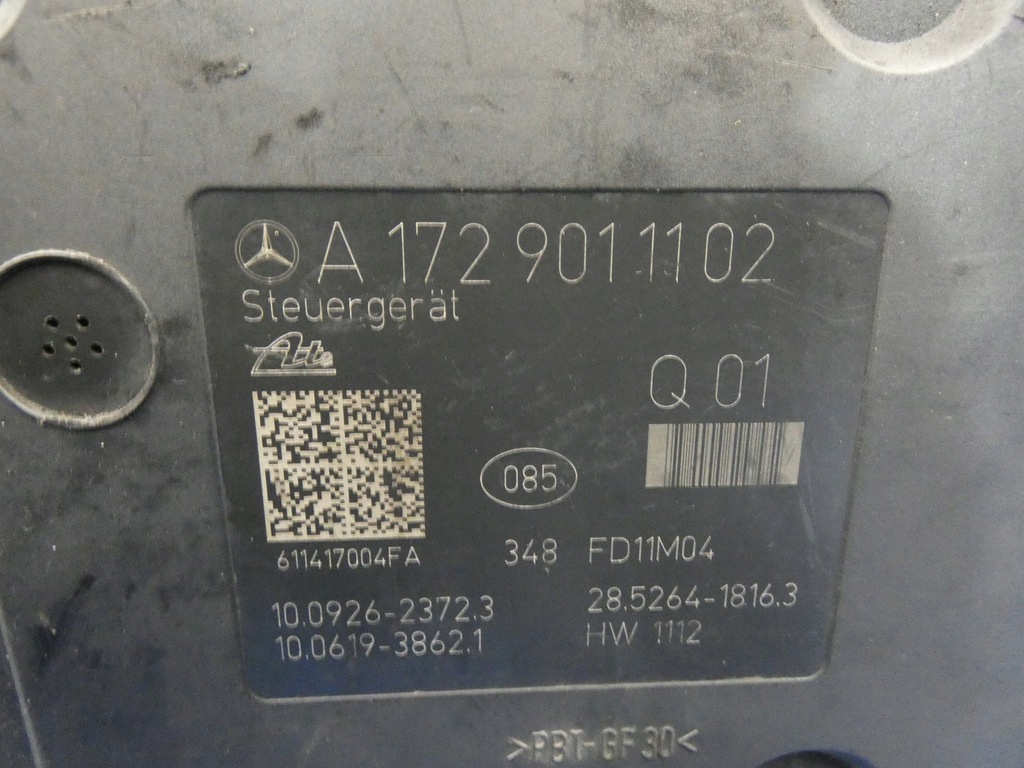 A 172 901 11 02
Steuergerät
Ate
Q 01
085
611417004FA
348 FD11M04
10.0926-2372.3 28.5264-1816.3
10.0619-3862.1 HW 1112
>PBT-GF30<